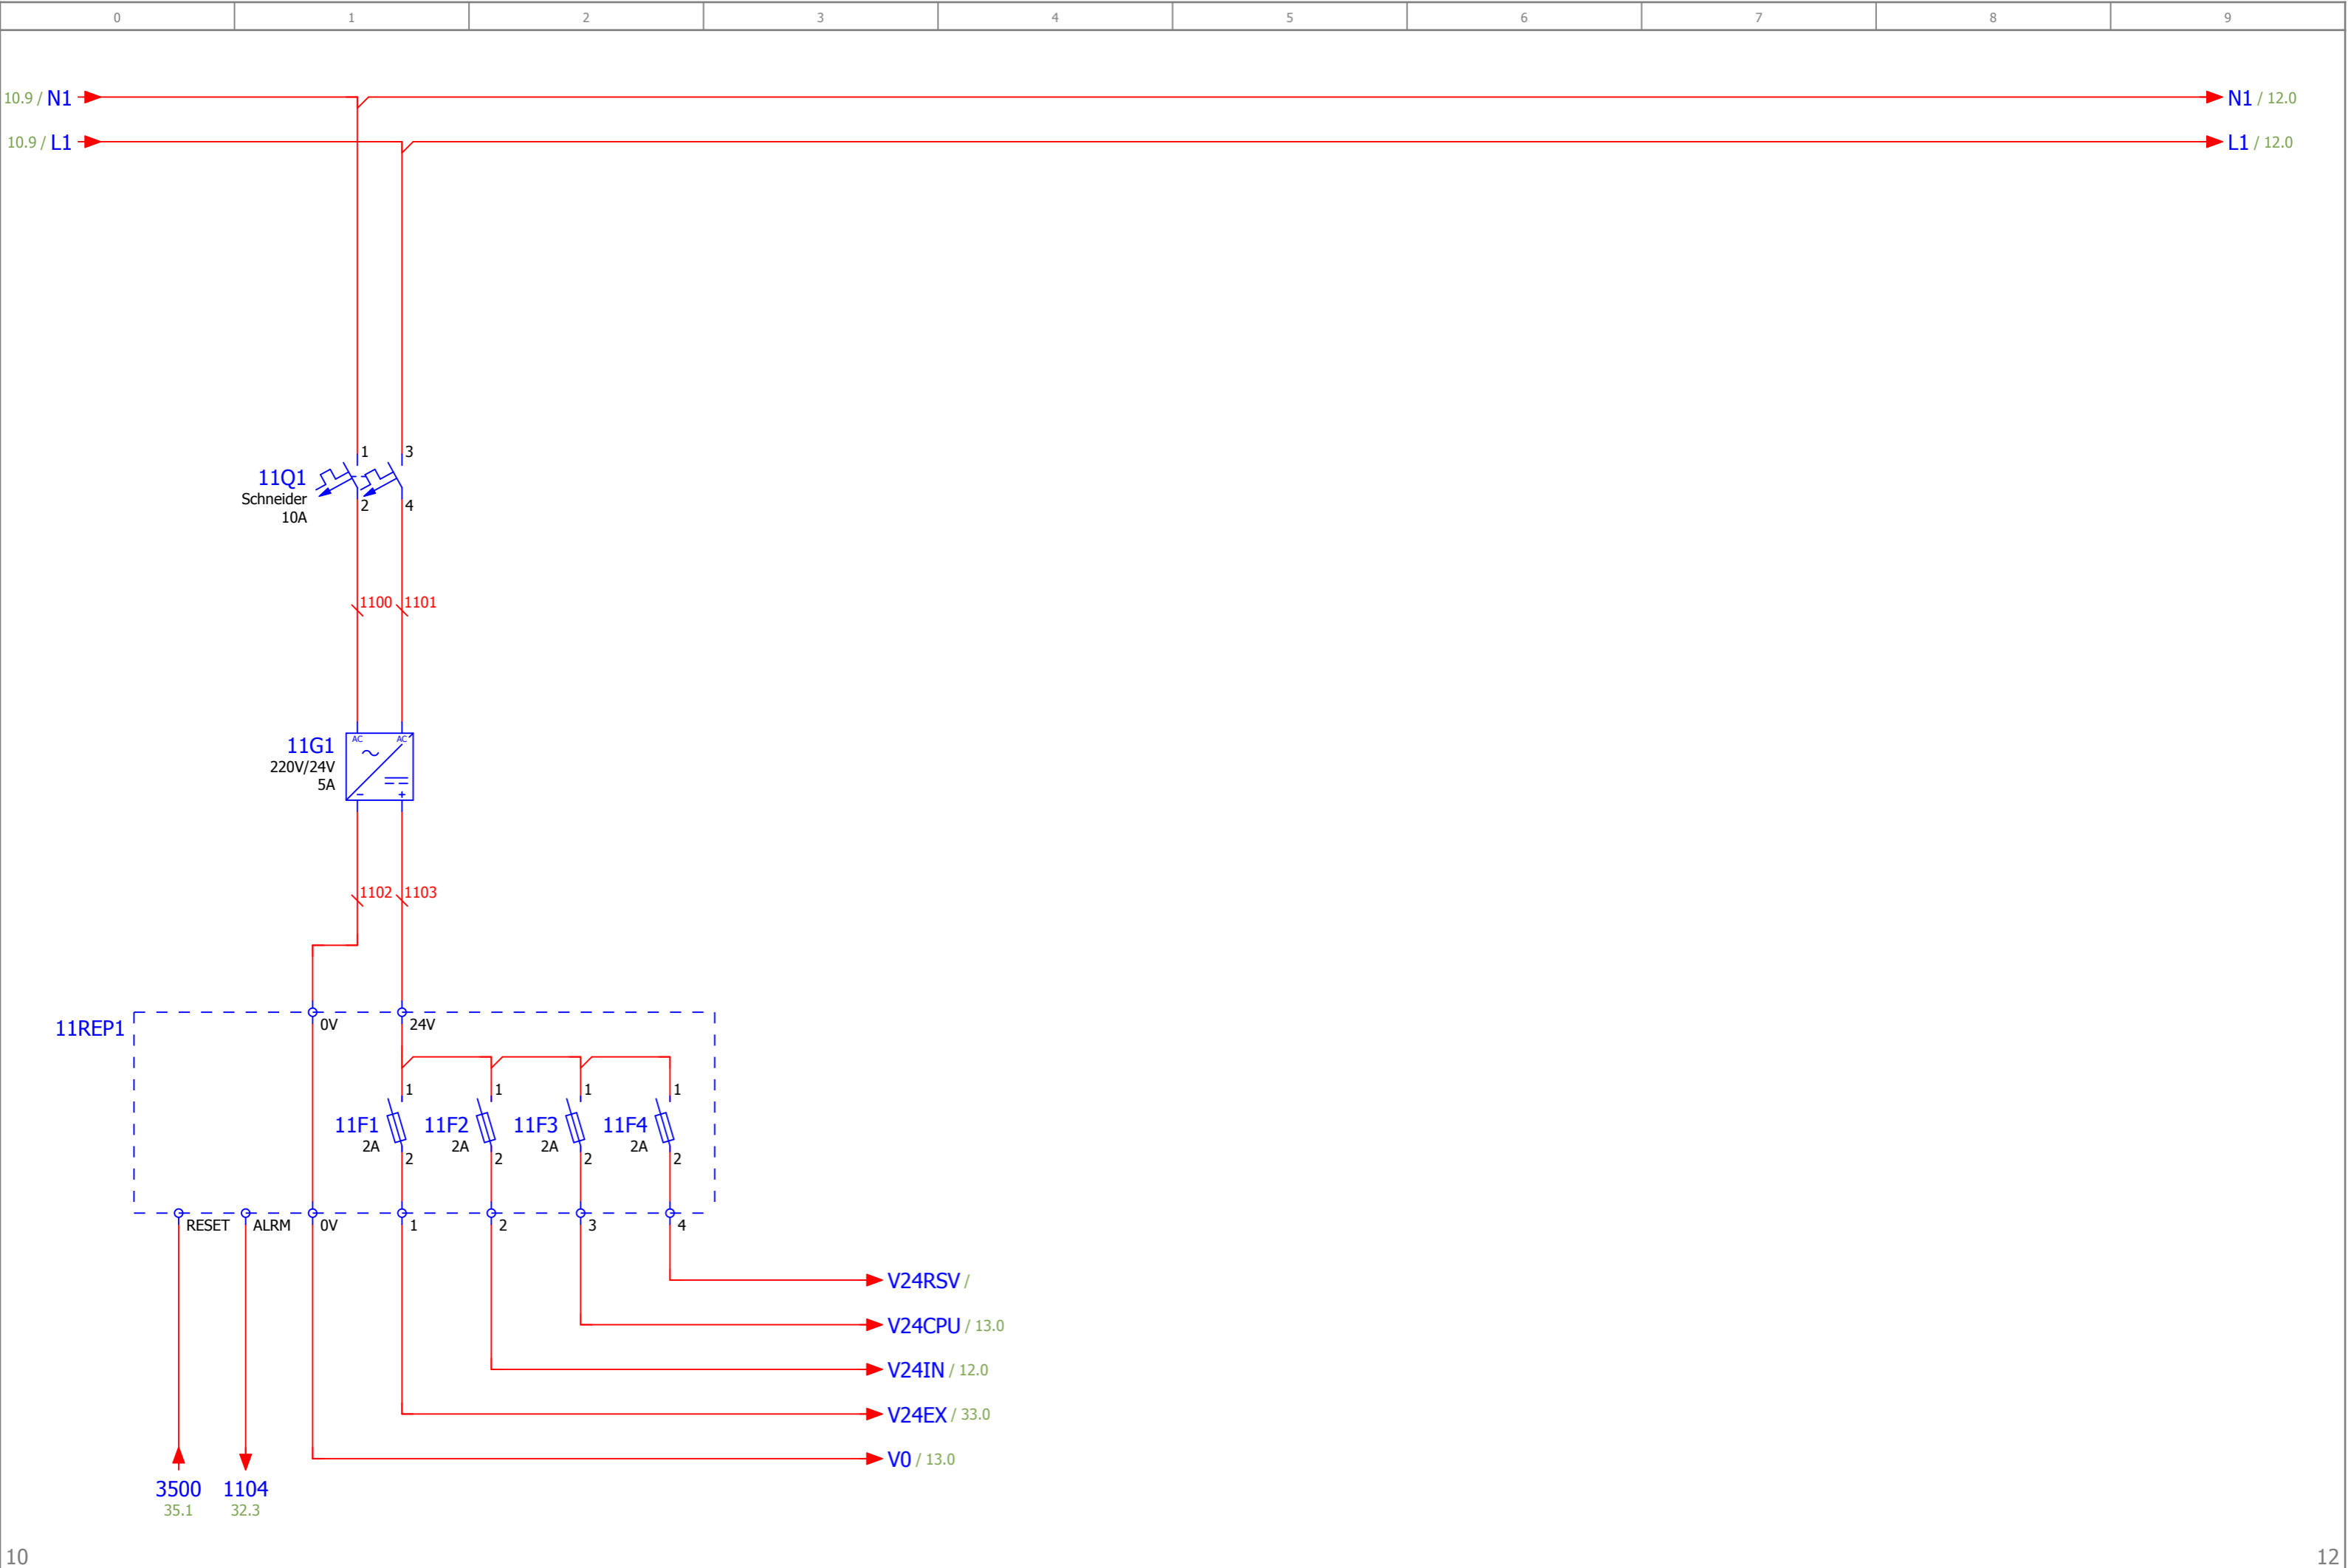 0 1 2 3 4 5 6 7 8 9
10.9 / N1
N1 / 12.0
10.9 / L1
L1 / 12.0
1 3
11Q1
Schneider
10A
2 4
1100 1101
11G1
220V/24V
5A
AC AC
- +
1102 1103
11REP1
0V 24V
1 1 1 1
11F1 11F2 11F3 11F4
2A 2A 2A 2A
2 2 2 2
RESET ALRM 0V 1 2 3 4
V24RSV /
V24CPU / 13.0
V24IN / 12.0
V24EX / 33.0
V0 / 13.0
3500 1104
35.1 32.3
10 12